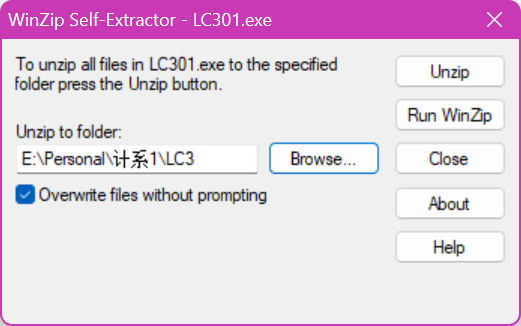 WinZip Self-Extractor - LC301.exe
To unzip all files in LC301.exe to the specified
folder press the Unzip button.
Unzip to folder:
E:\Personal\计系1\LC3
Browse...
Overwrite files without prompting
Unzip
Run WinZip
Close
About
Help